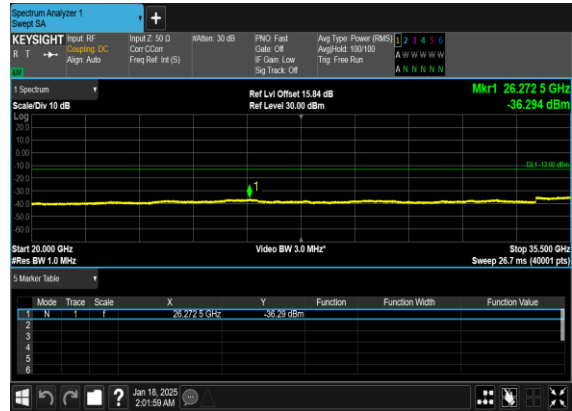 Spectrum Analyzer 1
Swept SA
+
KEYSIGHT Input: RF Input Z: 50 Ω #Atten: 30 dB PNO: Fast Avg Type: Power (RMS) 1 2 3 4 5 6
R T Coupling: DC Corr CCorr Gate: Off Avg|Hold: 100/100 A W W W W W
Align: Auto Freq Ref: Int (S) IF Gain: Low Trig: Free Run
Sig Track: Off A N N N N N
1 Spectrum Ref Lvl Offset 15.84 dB Mkr1 26.272 5 GHz
Scale/Div 10 dB Ref Level 30.00 dBm -36.294 dBm
Log
20.0
10.0
0.00
-10.0 DL1 -13.00 dBm
-20.0
-30.0 1
-40.0
-50.0
-60.0
Start 20.000 GHz Video BW 3.0 MHz* Stop 35.500 GHz
#Res BW 1.0 MHz Sweep 26.7 ms (40001 pts)
5 Marker Table
Mode Trace Scale X Y Function Function Width Function Value
1 N 1 f 26.272 5 GHz -36.29 dBm
2
3
4
5
6
? Jan 18, 2025
2:01:59 AM